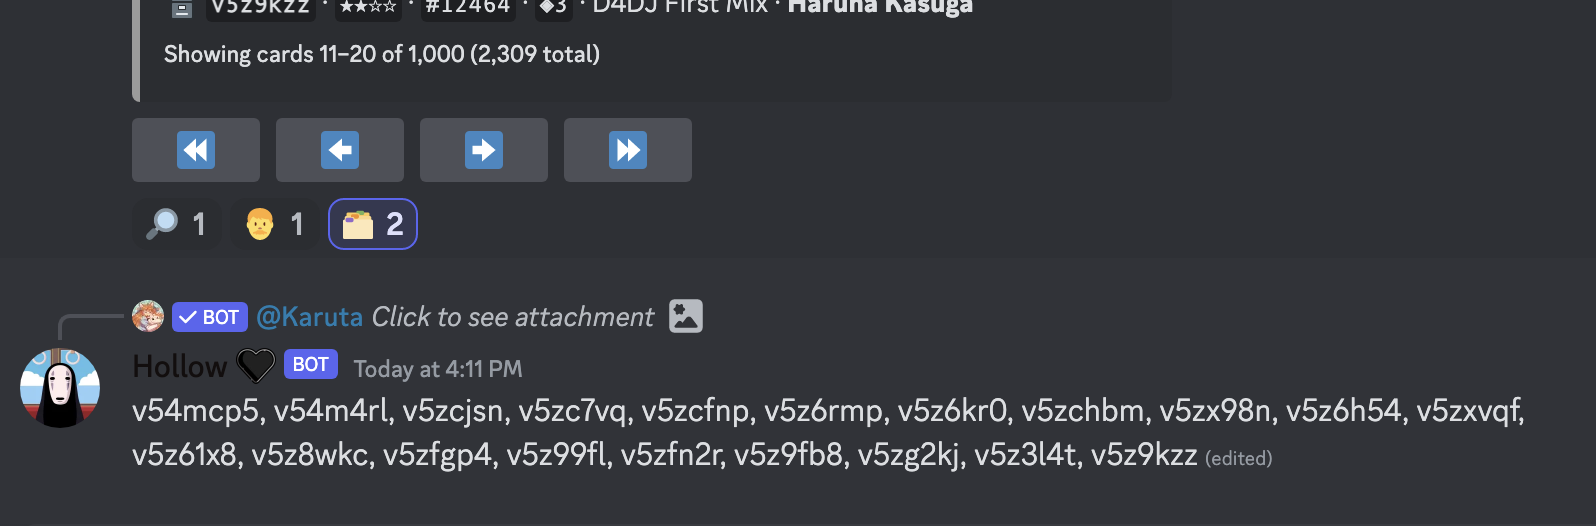 v5z9kzz · ★★☆☆ · #12464 · ◈3 · D4DJ First Mix · Haruna Kasuga
Showing cards 11–20 of 1,000 (2,309 total)
1 1 2
BOT @Karuta Click to see attachment
Hollow BOT Today at 4:11 PM
v54mcp5, v54m4rl, v5zcjsn, v5zc7vq, v5zcfnp, v5z6rmp, v5z6kr0, v5zchbm, v5zx98n, v5z6h54, v5zxvqf,
v5z61x8, v5z8wkc, v5zfgp4, v5z99fl, v5zfn2r, v5z9fb8, v5zg2kj, v5z3l4t, v5z9kzz (edited)